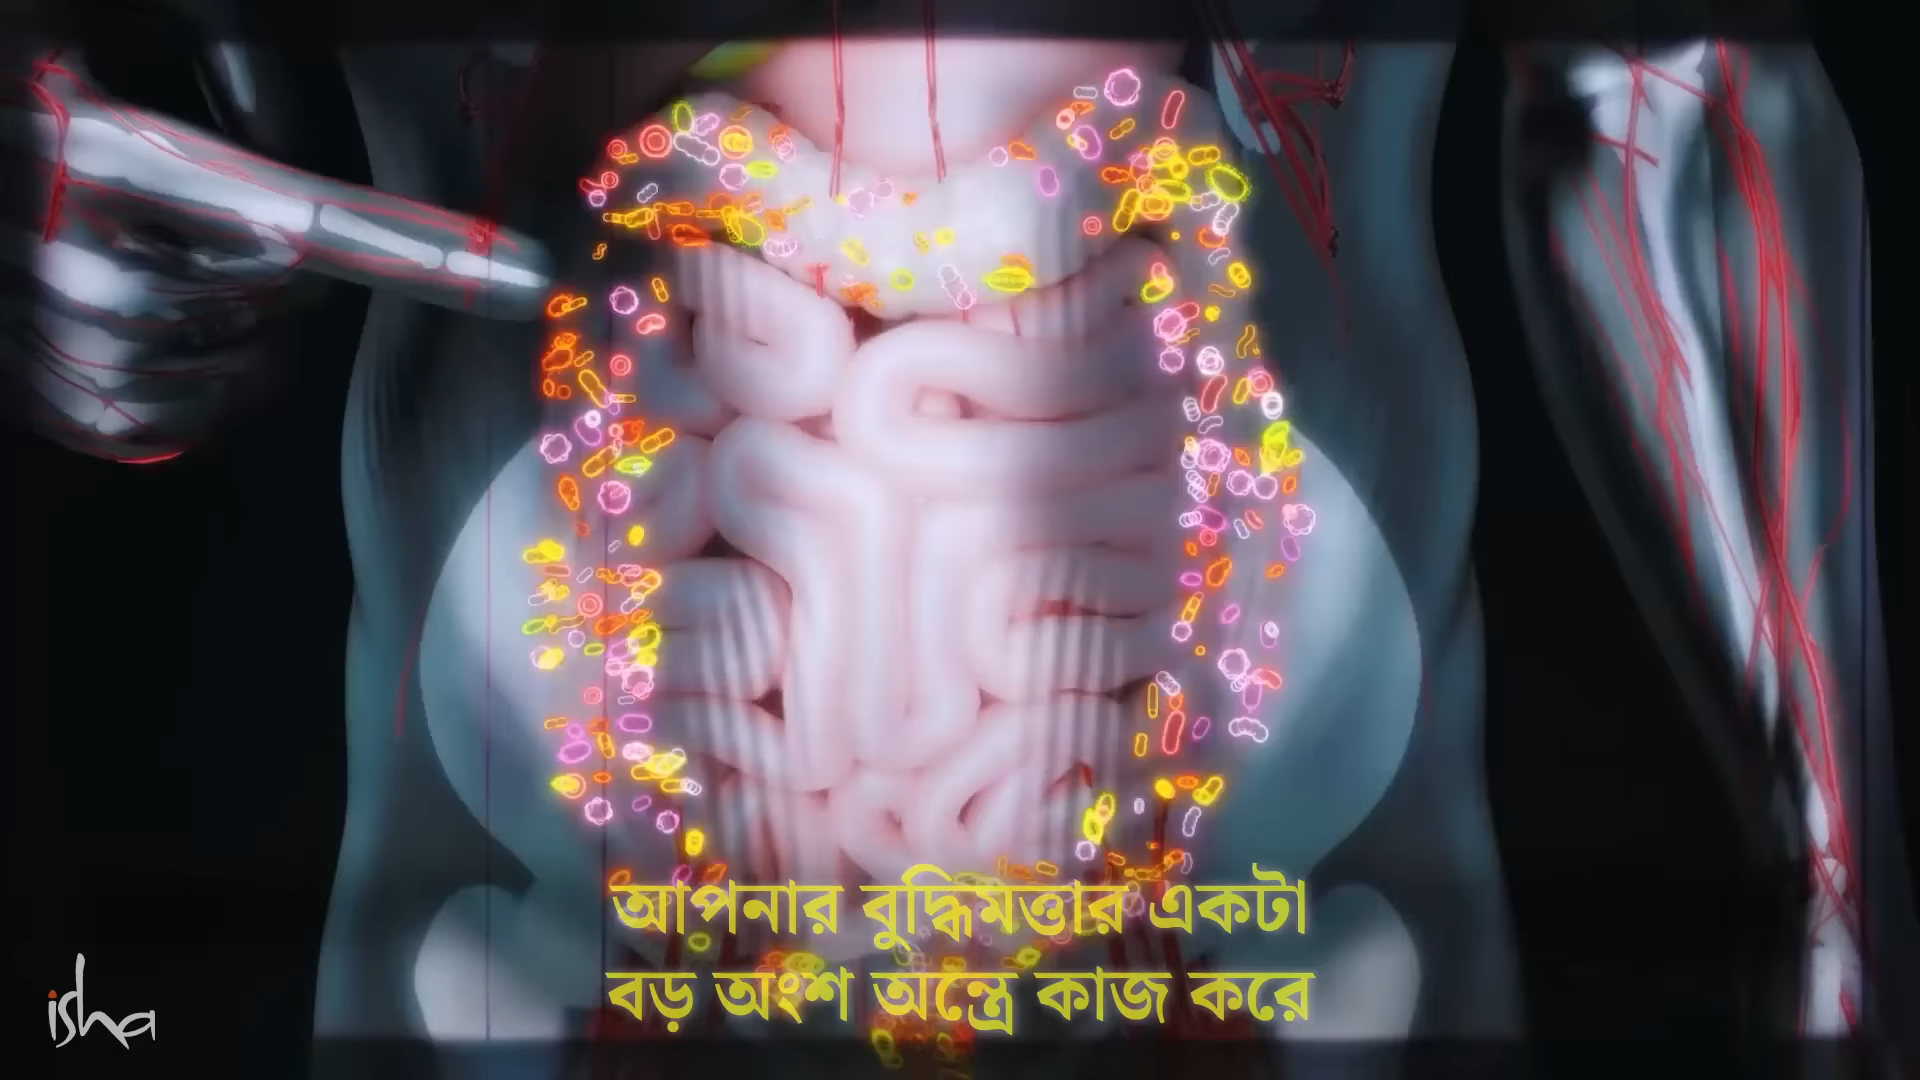 আপনার বুদ্ধিমত্তার একটা
বড় অংশ অন্ত্রে কাজ করে
isha